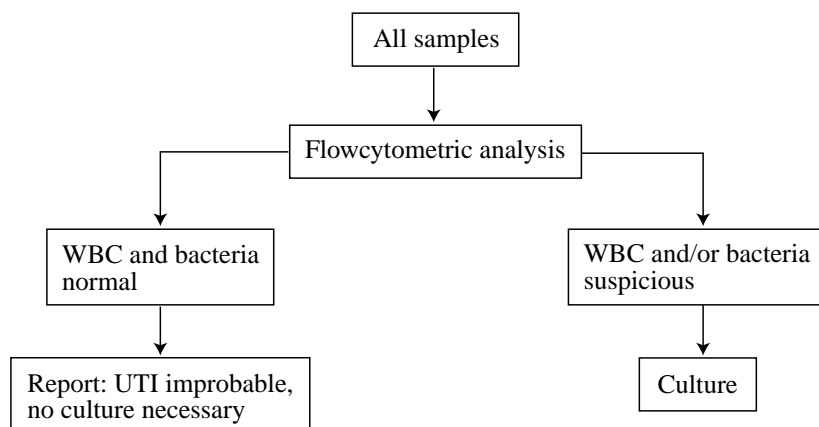 All samples
Flowcytometric analysis
WBC and bacteria
normal
WBC and/or bacteria
suspicious
Report: UTI improbable,
no culture necessary
Culture